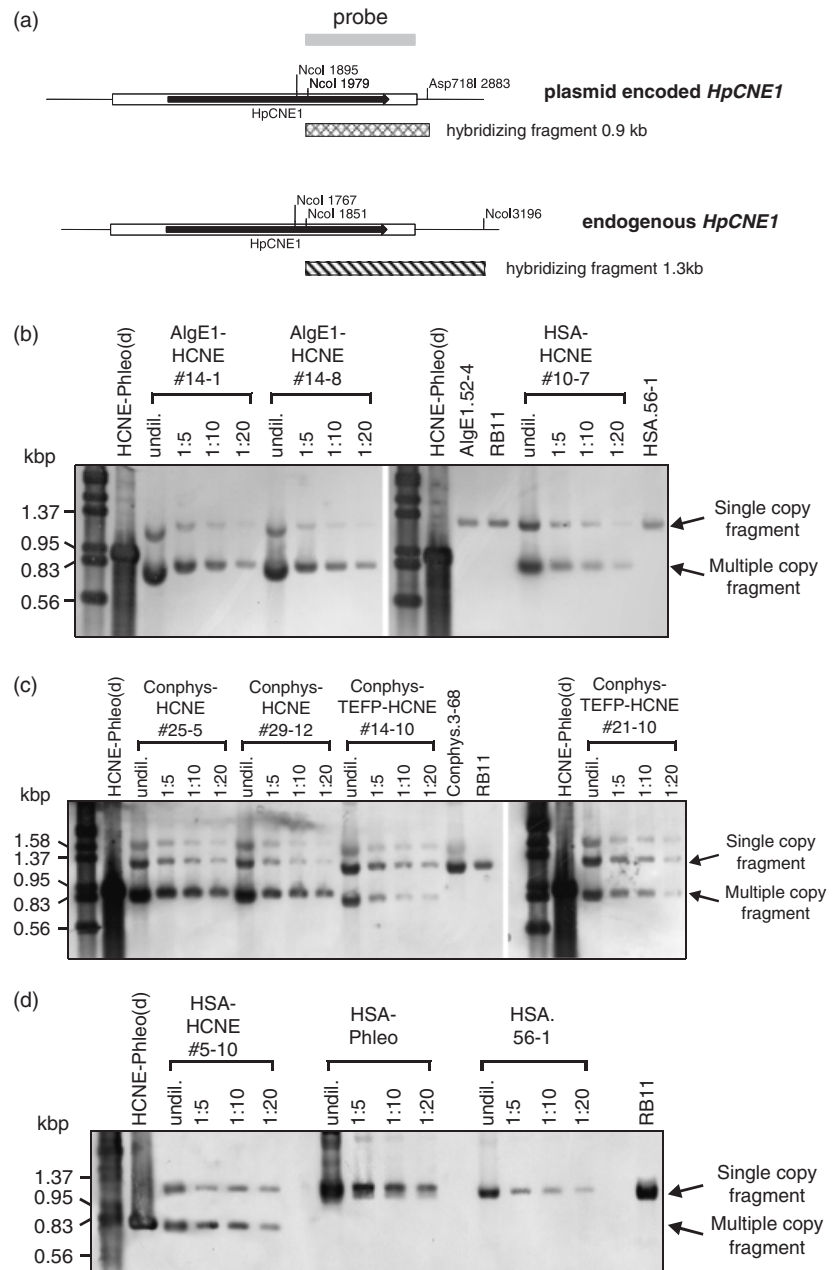 (a)
probe
NcoI 1895
NcoI 1979
Asp718I 2883
plasmid encoded HpCNE1
HpCNE1
hybridizing fragment 0.9 kb
NcoI 1767
NcoI 1851
NcoI3196
endogenous HpCNE1
HpCNE1
hybridizing fragment 1.3kb
(b)
HCNE-Phleo(d)
AlgE1-
HCNE
#14-1
undil.
1:5
1:10
1:20
AlgE1-
HCNE
#14-8
undil.
1:5
1:10
1:20
HCNE-Phleo(d)
AlgE1.52-4
RB11
HSA-
HCNE
#10-7
undil.
1:5
1:10
1:20
HSA.56-1
kbp
1.37
0.95
0.83
0.56
Single copy
fragment
Multiple copy
fragment
(c)
HCNE-Phleo(d)
Conphys-
HCNE
#25-5
undil.
1:5
1:10
1:20
Conphys-
HCNE
#29-12
undil.
1:5
1:10
1:20
Conphys-
TEFP-HCNE
#14-10
undil.
1:5
1:10
1:20
Conphys.3-68
RB11
HCNE-Phleo(d)
Conphys-
TEFP-HCNE
#21-10
undil.
1:5
1:10
1:20
kbp
1.58
1.37
0.95
0.83
0.56
Single copy
fragment
Multiple copy
fragment
(d)
HCNE-Phleo(d)
HSA-
HCNE
#5-10
undil.
1:5
1:10
1:20
HSA-
Phleo
undil.
1:5
1:10
1:20
HSA.
56-1
undil.
1:5
1:10
1:20
RB11
kbp
1.37
0.95
0.83
0.56
Single copy
fragment
Multiple copy
fragment